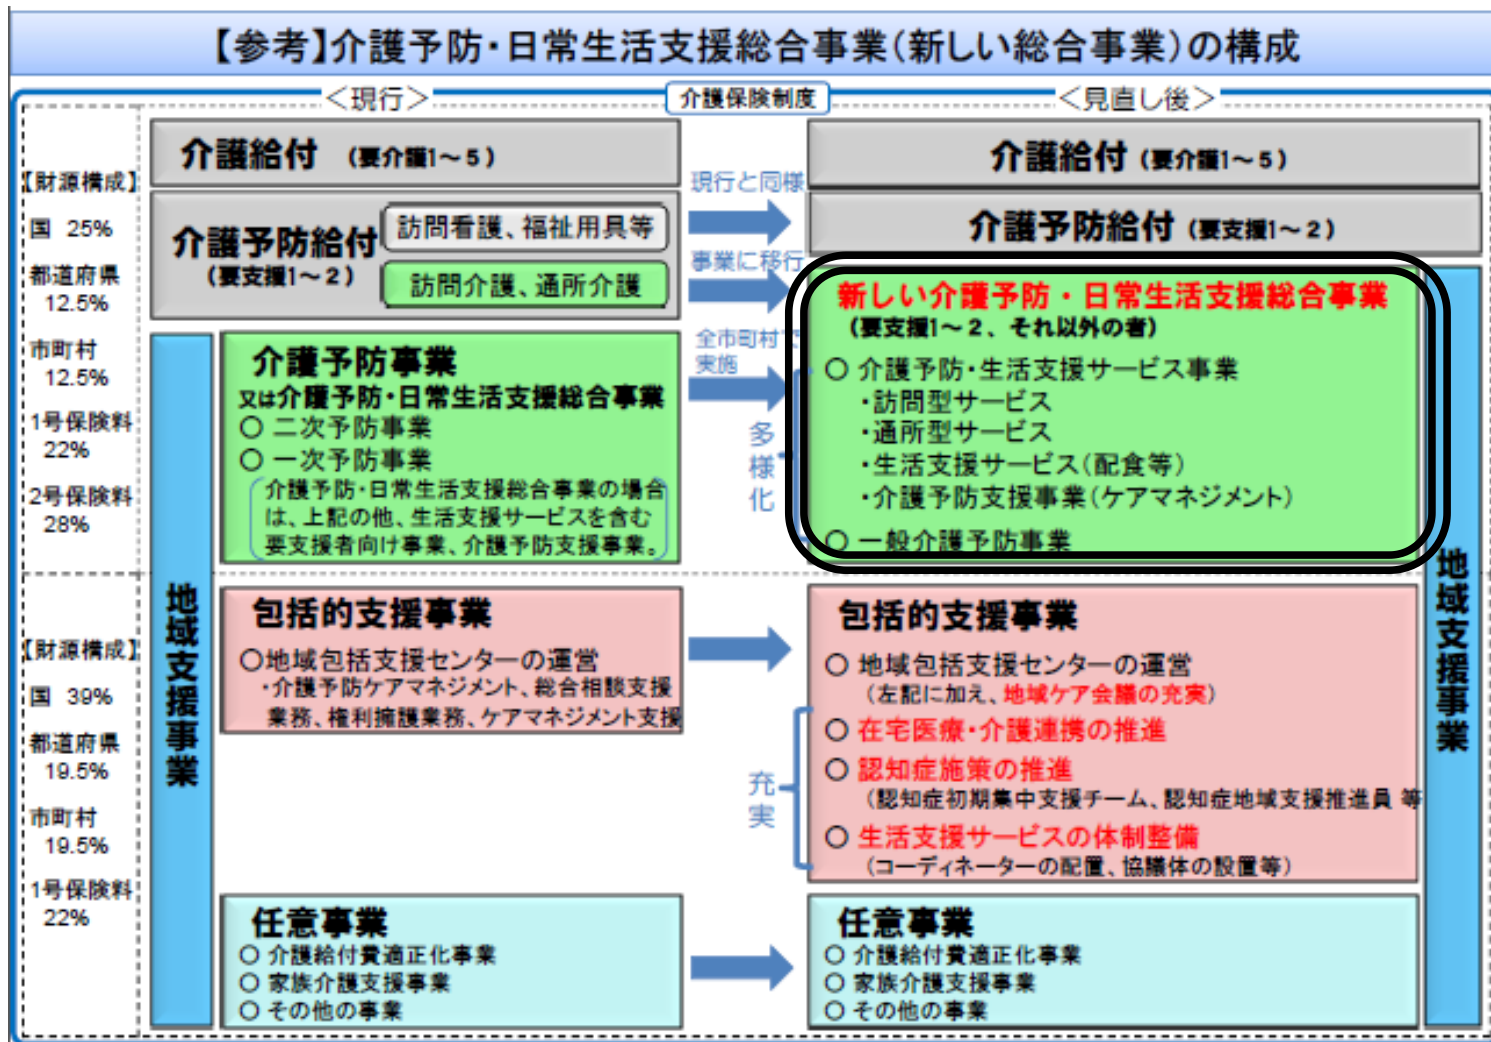 【参考】介護予防・日常生活支援総合事業(新しい総合事業)の構成
介護保険制度
<現行>
<見直し後>
【財源構成】
国 25%
都道府県
12.5%
市町村
12.5%
1号保険料
22%
2号保険料
28%
【財源構成】
国 39%
都道府県
19.5%
市町村
19.5%
1号保険料
22%
介護給付 (要介護1~5)
介護予防給付
(要支援1~2)
訪問看護、福祉用具等
訪問介護、通所介護
地域支援事業
介護予防事業
又は介護予防・日常生活支援総合事業
○ 二次予防事業
○ 一次予防事業
介護予防・日常生活支援総合事業の場合
は、上記の他、生活支援サービスを含む
要支援者向け事業、介護予防支援事業。
包括的支援事業
○地域包括支援センターの運営
・介護予防ケアマネジメント、総合相談支援
業務、権利擁護業務、ケアマネジメント支援
任意事業
○ 介護給付費適正化事業
○ 家族介護支援事業
○ その他の事業
現行と同様
事業に移行
全市町村で
実施
多様化
充実
介護給付 (要介護1~5)
介護予防給付 (要支援1~2)
新しい介護予防・日常生活支援総合事業
(要支援1~2、それ以外の者)
○ 介護予防・生活支援サービス事業
・訪問型サービス
・通所型サービス
・生活支援サービス(配食等)
・介護予防支援事業(ケアマネジメント)
○ 一般介護予防事業
包括的支援事業
○ 地域包括支援センターの運営
(左記に加え、地域ケア会議の充実)
○ 在宅医療・介護連携の推進
○ 認知症施策の推進
(認知症初期集中支援チーム、認知症地域支援推進員 等
○ 生活支援サービスの体制整備
(コーディネーターの配置、協議体の設置等)
任意事業
○ 介護給付費適正化事業
○ 家族介護支援事業
○ その他の事業
地域支援事業